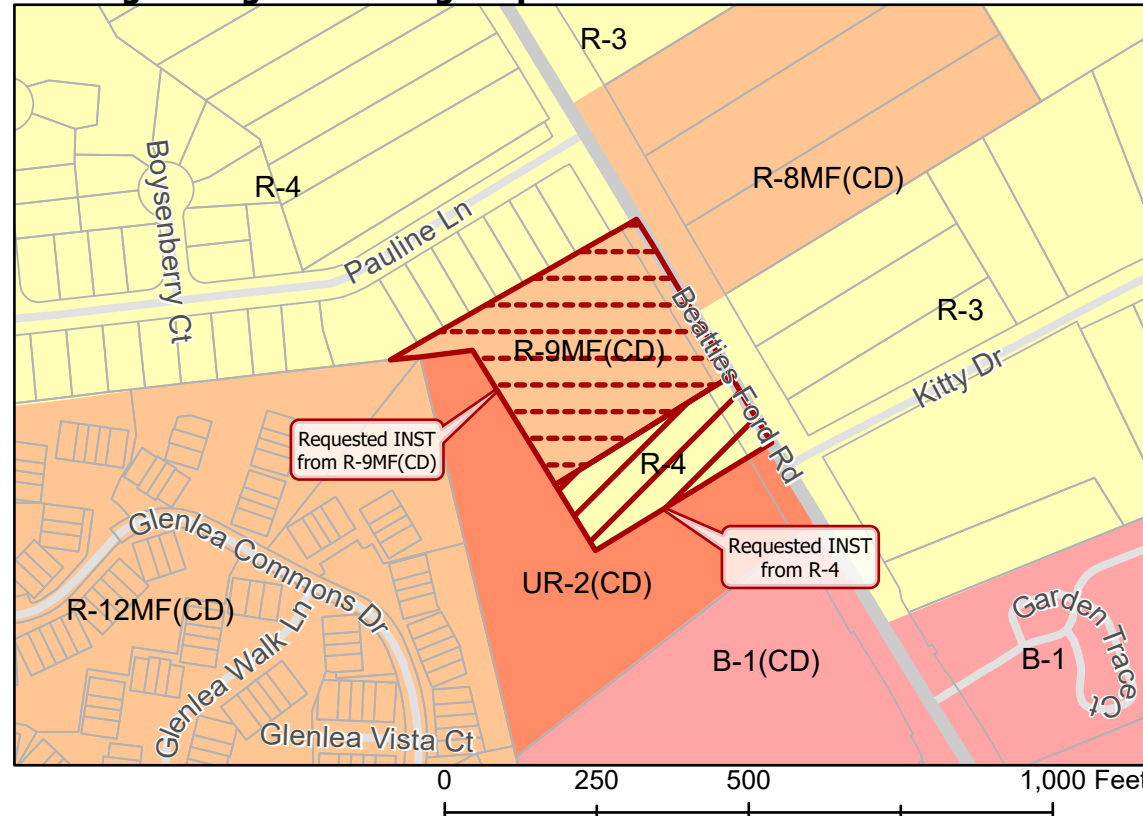 R-3
R-8MF(CD)
Boysenberry Ct
R-4
Pauline Ln
Beatties Ford Rd
R-9MF(CD)
R-3
Kitty Dr
Requested INST
from R-9MF(CD)
R-4
Requested INST
from R-4
Glenlea Commons Dr
UR-2(CD)
R-12MF(CD)
Glenlea Walk Ln
Garden Trace Ct
B-1(CD)
B-1
Glenlea Vista Ct
0 250 500 1,000 Feet